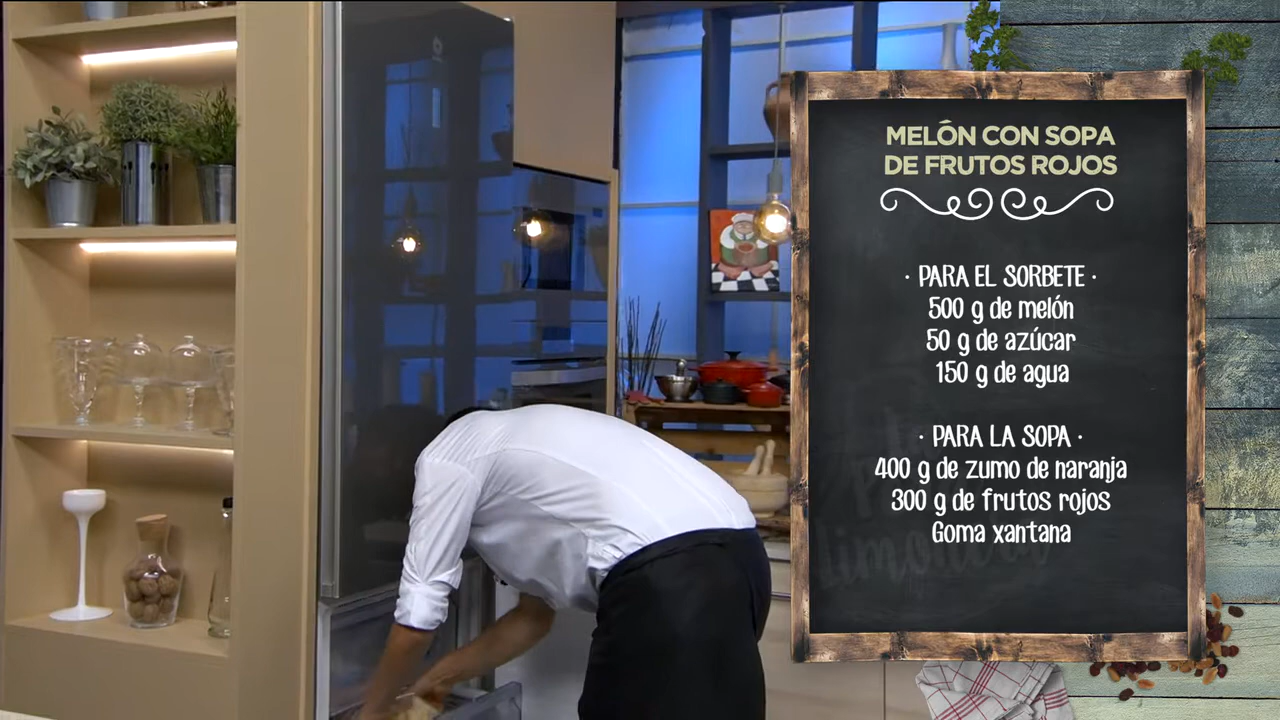 MELÓN CON SOPA
DE FRUTOS ROJOS
· PARA EL SORBETE ·
500 g de melón
50 g de azúcar
150 g de agua
· PARA LA SOPA ·
400 g de zumo de naranja
300 g de frutos rojos
Goma xantana